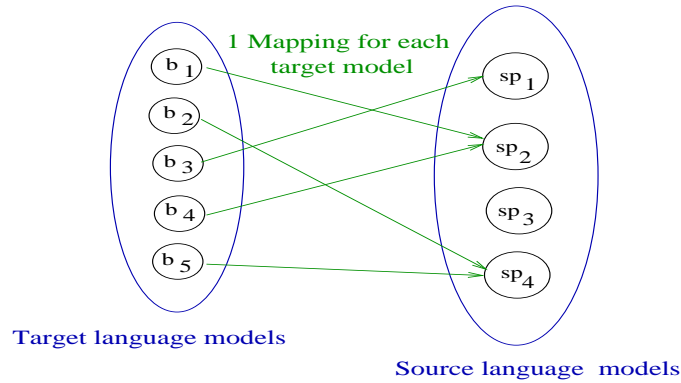 1 Mapping for each
target model
b 1
b 2
b 3
b 4
b 5
sp 1
sp 2
sp 3
sp 4
Target language models
Source language models